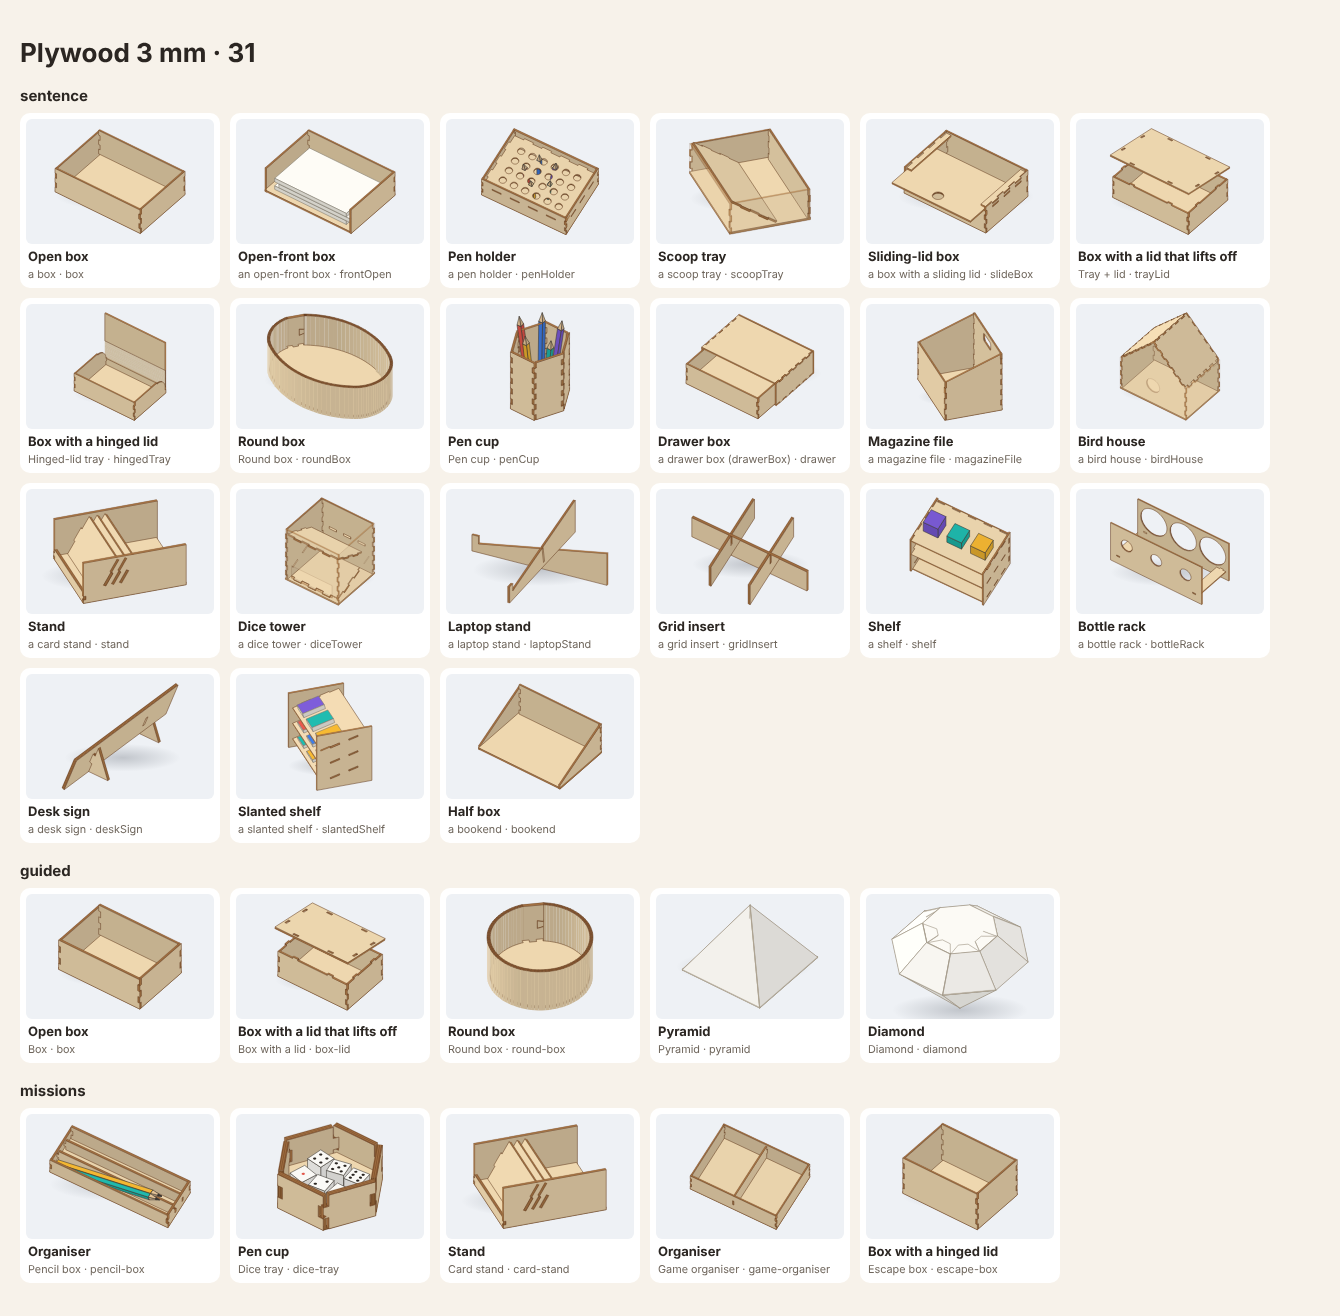 Plywood 3 mm · 31
sentence
Open box
a box · box
Open-front box
an open-front box · frontOpen
Pen holder
a pen holder · penHolder
Scoop tray
a scoop tray · scoopTray
Sliding-lid box
a box with a sliding lid · slideBox
Box with a lid that lifts off
Tray + lid · trayLid
Box with a hinged lid
Hinged-lid tray · hingedTray
Round box
Round box · roundBox
Pen cup
Pen cup · penCup
Drawer box
a drawer box (drawerBox) · drawer
Magazine file
a magazine file · magazineFile
Bird house
a bird house · birdHouse
Stand
a card stand · stand
Dice tower
a dice tower · diceTower
Laptop stand
a laptop stand · laptopStand
Grid insert
a grid insert · gridInsert
Shelf
a shelf · shelf
Bottle rack
a bottle rack · bottleRack
Desk sign
a desk sign · deskSign
Slanted shelf
a slanted shelf · slantedShelf
Half box
a bookend · bookend
guided
Open box
Box · box
Box with a lid that lifts off
Box with a lid · box-lid
Round box
Round box · round-box
Pyramid
Pyramid · pyramid
Diamond
Diamond · diamond
missions
Organiser
Pencil box · pencil-box
Pen cup
Dice tray · dice-tray
Stand
Card stand · card-stand
Organiser
Game organiser · game-organiser
Box with a hinged lid
Escape box · escape-box